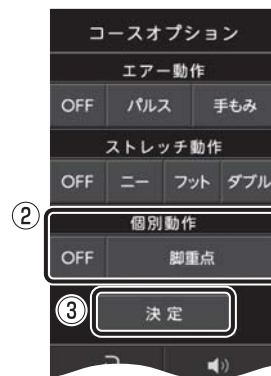 コースオプション
エアー動作
OFF パルス 手もみ
ストレッチ動作
OFF ニー フット ダブル
② 個別動作
OFF 脚重点
③ 決定